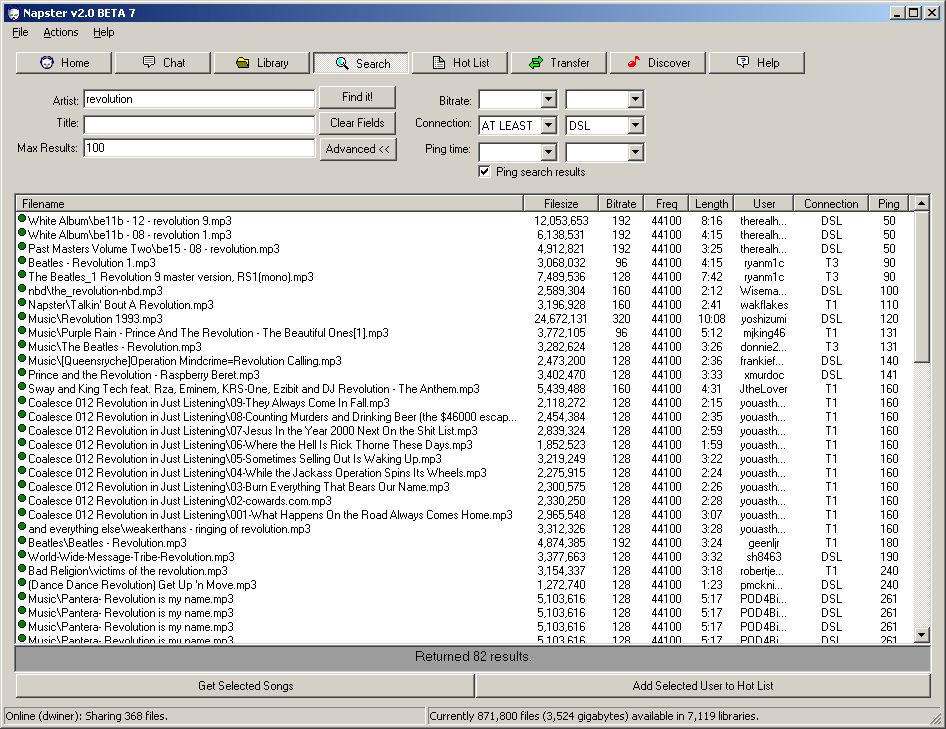 Napster v2.0 BETA 7
File Actions Help
Home Chat Library Search Hot List Transfer Discover Help
Artist: revolution Find it! Bitrate:
Title: Clear Fields Connection: AT LEAST DSL
Max Results: 100 Advanced << Ping time:
Ping search results
Filename Filesize Bitrate Freq Length User Connection Ping
White Album\be11b - 12 - revolution 9.mp3 12,053,653 192 44100 8:16 therealh... DSL 50
White Album\be11b - 08 - revolution 1.mp3 6,138,531 192 44100 4:15 therealh... DSL 50
Past Masters Volume Two\be15 - 08 - revolution.mp3 4,912,821 192 44100 3:25 therealh... DSL 50
Beatles - Revolution 1.mp3 3,068,032 96 44100 4:15 ryanm1c T3 90
The Beatles_1 Revolution 9 master version, RS1(mono).mp3 7,489,536 128 44100 7:42 ryanm1c T3 90
nbd\the_revolution-nbd.mp3 2,589,304 160 44100 2:12 Wisema... DSL 100
Napster\Talkin' Bout A Revolution.mp3 3,196,928 160 44100 2:41 wakflakes T1 110
Music\Revolution 1993.mp3 24,672,131 320 44100 10:08 yoshizumi DSL 120
Music\Purple Rain - Prince And The Revolution - The Beautiful Ones[1].mp3 3,772,105 96 44100 5:12 mjking46 T1 131
Music\The Beatles - Revolution.mp3 3,282,624 128 44100 3:26 donnie2... T3 131
Music\[Queensryche]Operation Mindcrime=Revolution Calling.mp3 2,473,200 128 44100 2:36 frankief... DSL 140
Prince and the Revolution - Raspberry Beret.mp3 3,402,470 128 44100 3:33 xmurdoc DSL 141
Sway and King Tech feat. Rza, Eminem, KRS-One, Ezibit and DJ Revolution - The Anthem.mp3 5,439,488 160 44100 4:31 JtheLover T1 160
Coalesce 012 Revolution in Just Listening\09-They Always Come In Fall.mp3 2,118,272 128 44100 2:15 youasth... T1 160
Coalesce 012 Revolution in Just Listening\08-Counting Murders and Drinking Beer (the $46000 escap... 2,454,384 128 44100 2:35 youasth... T1 160
Coalesce 012 Revolution in Just Listening\07-Jesus In the Year 2000 Next On the Shit List.mp3 2,839,324 128 44100 2:59 youasth... T1 160
Coalesce 012 Revolution in Just Listening\06-Where the Hell Is Rick Thorne These Days.mp3 1,852,523 128 44100 1:59 youasth... T1 160
Coalesce 012 Revolution in Just Listening\05-Sometimes Selling Out Is Waking Up.mp3 3,219,249 128 44100 3:22 youasth... T1 160
Coalesce 012 Revolution in Just Listening\04-While the Jackass Operation Spins Its Wheels.mp3 2,275,915 128 44100 2:24 youasth... T1 160
Coalesce 012 Revolution in Just Listening\03-Burn Everything That Bears Our Name.mp3 2,300,575 128 44100 2:26 youasth... T1 160
Coalesce 012 Revolution in Just Listening\02-cowards.com.mp3 2,330,250 128 44100 2:28 youasth... T1 160
Coalesce 012 Revolution in Just Listening\001-What Happens On the Road Always Comes Home.mp3 2,965,548 128 44100 3:07 youasth... T1 160
and everything else\weakerthans - ringing of revolution.mp3 3,312,326 128 44100 3:28 youasth... T1 160
Beatles\Beatles - Revolution.mp3 4,874,385 192 44100 3:24 geenljr T1 180
World-Wide-Message-Tribe-Revolution.mp3 3,377,663 128 44100 3:32 sh8463 DSL 190
Bad Religion\victims of the revolution.mp3 3,154,337 128 44100 3:18 robertje... T1 240
(Dance Dance Revolution) Get Up 'n Move.mp3 1,272,740 128 44100 1:23 pmckni... DSL 240
Music\Pantera- Revolution is my name.mp3 5,103,616 128 44100 5:17 POD4Bi... DSL 261
Music\Pantera- Revolution is my name.mp3 5,103,616 128 44100 5:17 POD4Bi... DSL 261
Music\Pantera- Revolution is my name.mp3 5,103,616 128 44100 5:17 POD4Bi... DSL 261
Music\Pantera- Revolution is my name.mp3 5,103,616 128 44100 5:17 POD4Bi... DSL 261
Returned 82 results.
Get Selected Songs Add Selected User to Hot List
Online (dwiner): Sharing 368 files. Currently 871,800 files (3,524 gigabytes) available in 7,119 libraries.